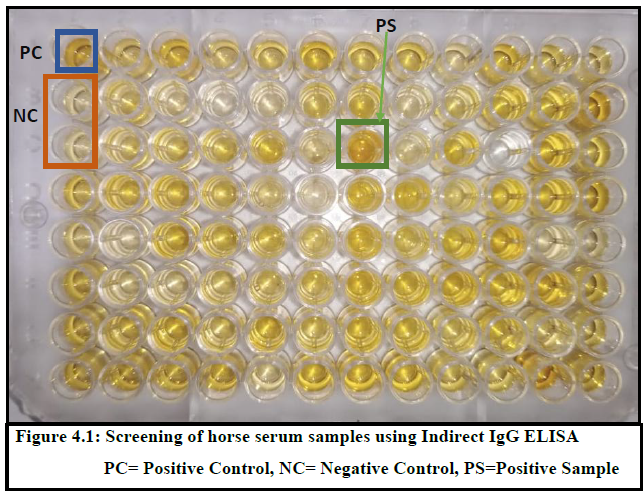 PS
PC
NC
Figure 4.1: Screening of horse serum samples using Indirect IgG ELISA
PC= Positive Control, NC= Negative Control, PS=Positive Sample